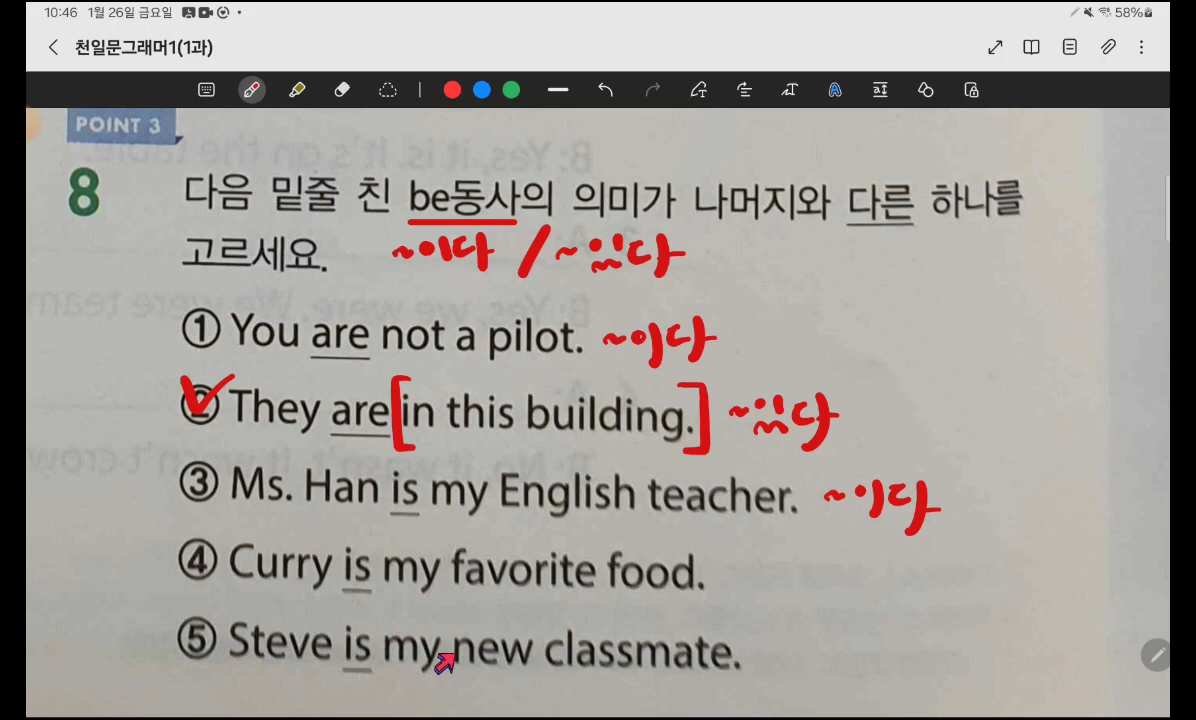 10:46 1월 26일 금요일
58%
천일문그래머1(1과)
POINT 3
8 다음 밑줄 친 be동사의 의미가 나머지와 다른 하나를
고르세요. ~이다 / ~있다
① You are not a pilot. ~이다
② They are [in this building.] ~있다
③ Ms. Han is my English teacher. ~이다
④ Curry is my favorite food.
⑤ Steve is my new classmate.